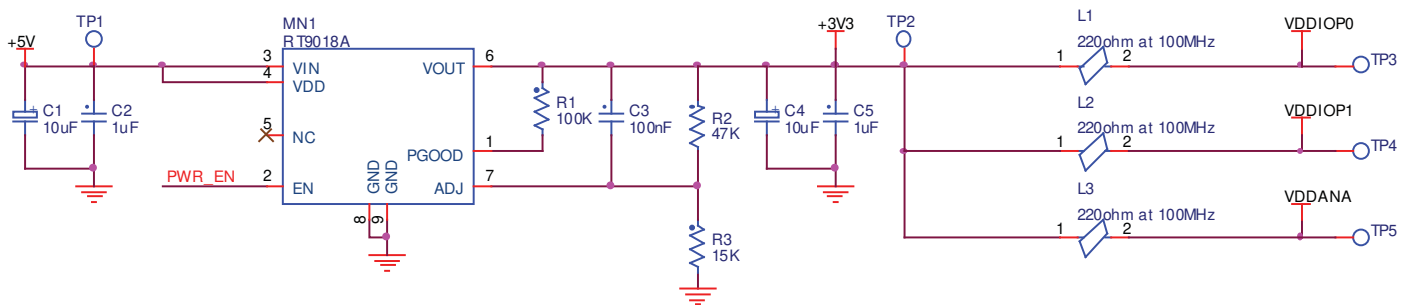 TP1
MN1
RT9018A
+5V
3
VIN
4
VDD
C1
10uF
C2
1uF
5
NC
PWR_EN
2
EN
GND
GND
8
9
VOUT
6
PGOOD
1
ADJ
7
R1
100K
C3
100nF
R2
47K
R3
15K
+3V3
C4
10uF
C5
1uF
TP2
L1
220ohm at 100MHz
1
2
VDDIOP0
TP3
L2
220ohm at 100MHz
1
2
VDDIOP1
TP4
L3
220ohm at 100MHz
1
2
VDDANA
TP5